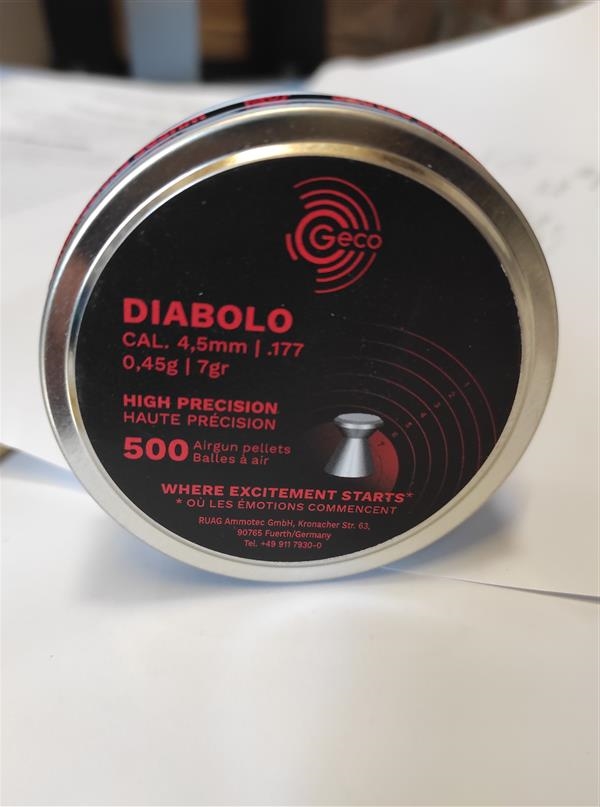 Geco
DIABOLO
CAL. 4,5mm | .177
0,45g | 7gr
HIGH PRECISION
HAUTE PRÉCISION
500 Airgun pellets
Balles à air
WHERE EXCITEMENT STARTS*
* OÙ LES ÉMOTIONS COMMENCENT
RUAG Ammotec GmbH, Kronacher Str. 63,
90765 Fuerth/Germany
Tel. +49 911 7930-0